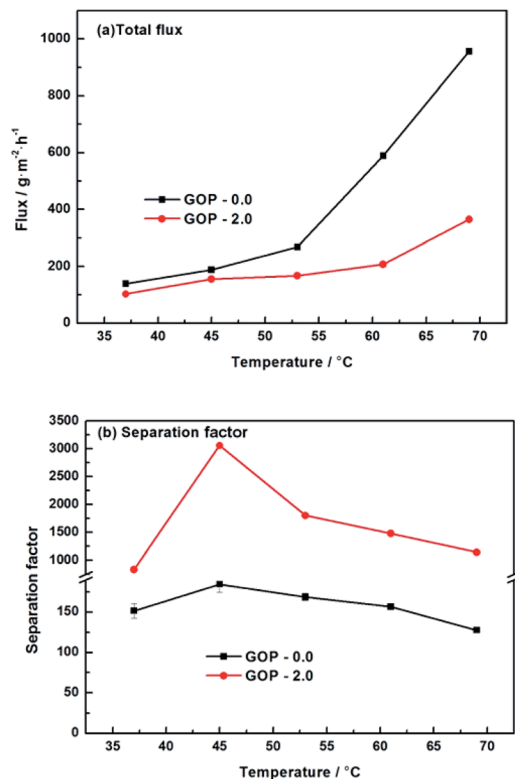 (a)Total flux
1000
800
600
400
200
0
Flux / g·m⁻²·h⁻¹
GOP - 0.0
GOP - 2.0
35 40 45 50 55 60 65 70
Temperature / °C
(b) Separation factor
3500
3000
2500
2000
1500
1000
150
100
50
0
Separation factor
GOP - 0.0
GOP - 2.0
35 40 45 50 55 60 65 70
Temperature / °C